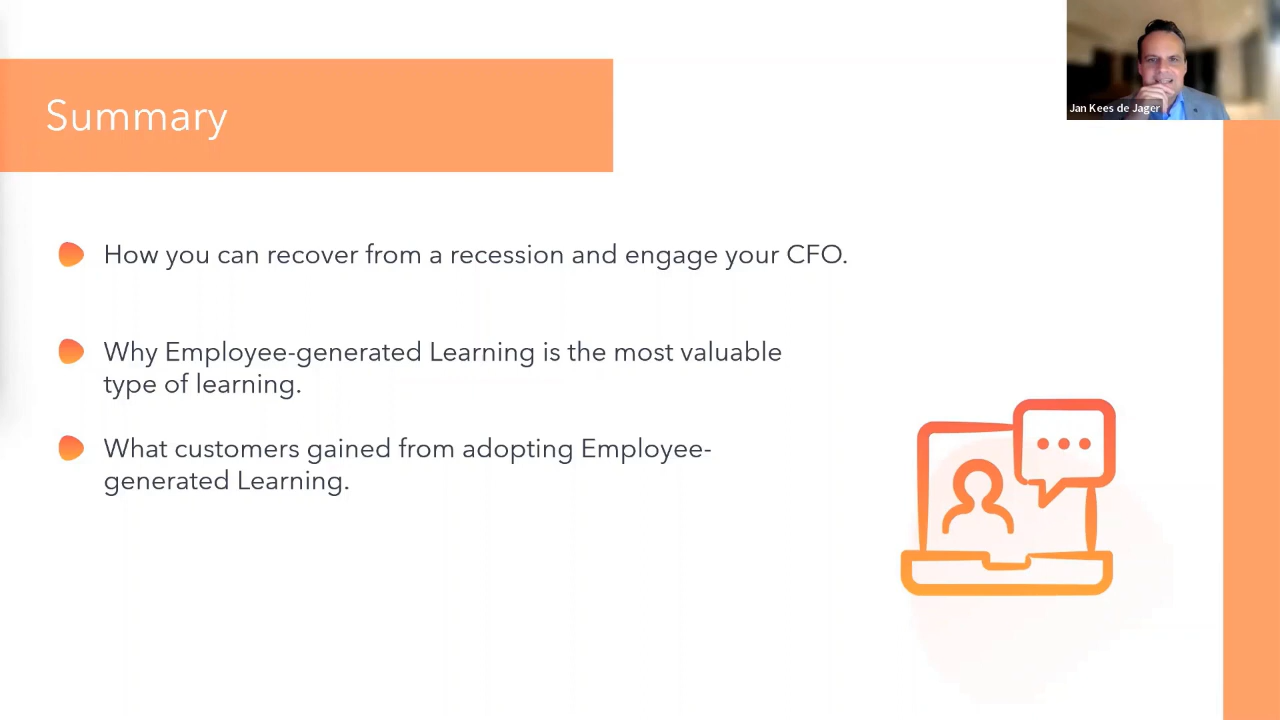 Summary
Jan Kees de Jager
How you can recover from a recession and engage your CFO.
Why Employee-generated Learning is the most valuable
type of learning.
What customers gained from adopting Employee-
generated Learning.